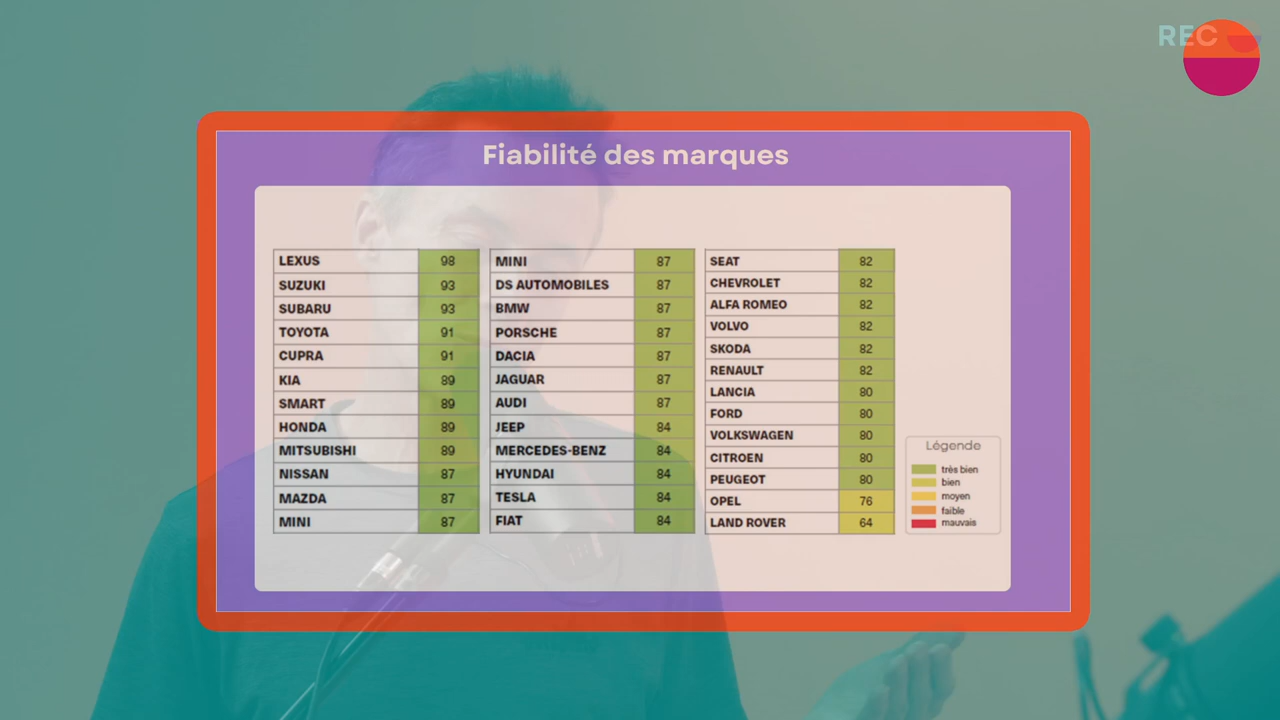 REC
Fiabilité des marques
LEXUS 98
SUZUKI 93
SUBARU 93
TOYOTA 91
CUPRA 91
KIA 89
SMART 89
HONDA 89
MITSUBISHI 89
NISSAN 87
MAZDA 87
MINI 87
MINI 87
DS AUTOMOBILES 87
BMW 87
PORSCHE 87
DACIA 87
JAGUAR 87
AUDI 87
JEEP 84
MERCEDES-BENZ 84
HYUNDAI 84
TESLA 84
FIAT 84
SEAT 82
CHEVROLET 82
ALFA ROMEO 82
VOLVO 82
SKODA 82
RENAULT 82
LANCIA 80
FORD 80
VOLKSWAGEN 80
CITROEN 80
PEUGEOT 80
OPEL 76
LAND ROVER 64
Légende
très bien
bien
moyen
faible
mauvais